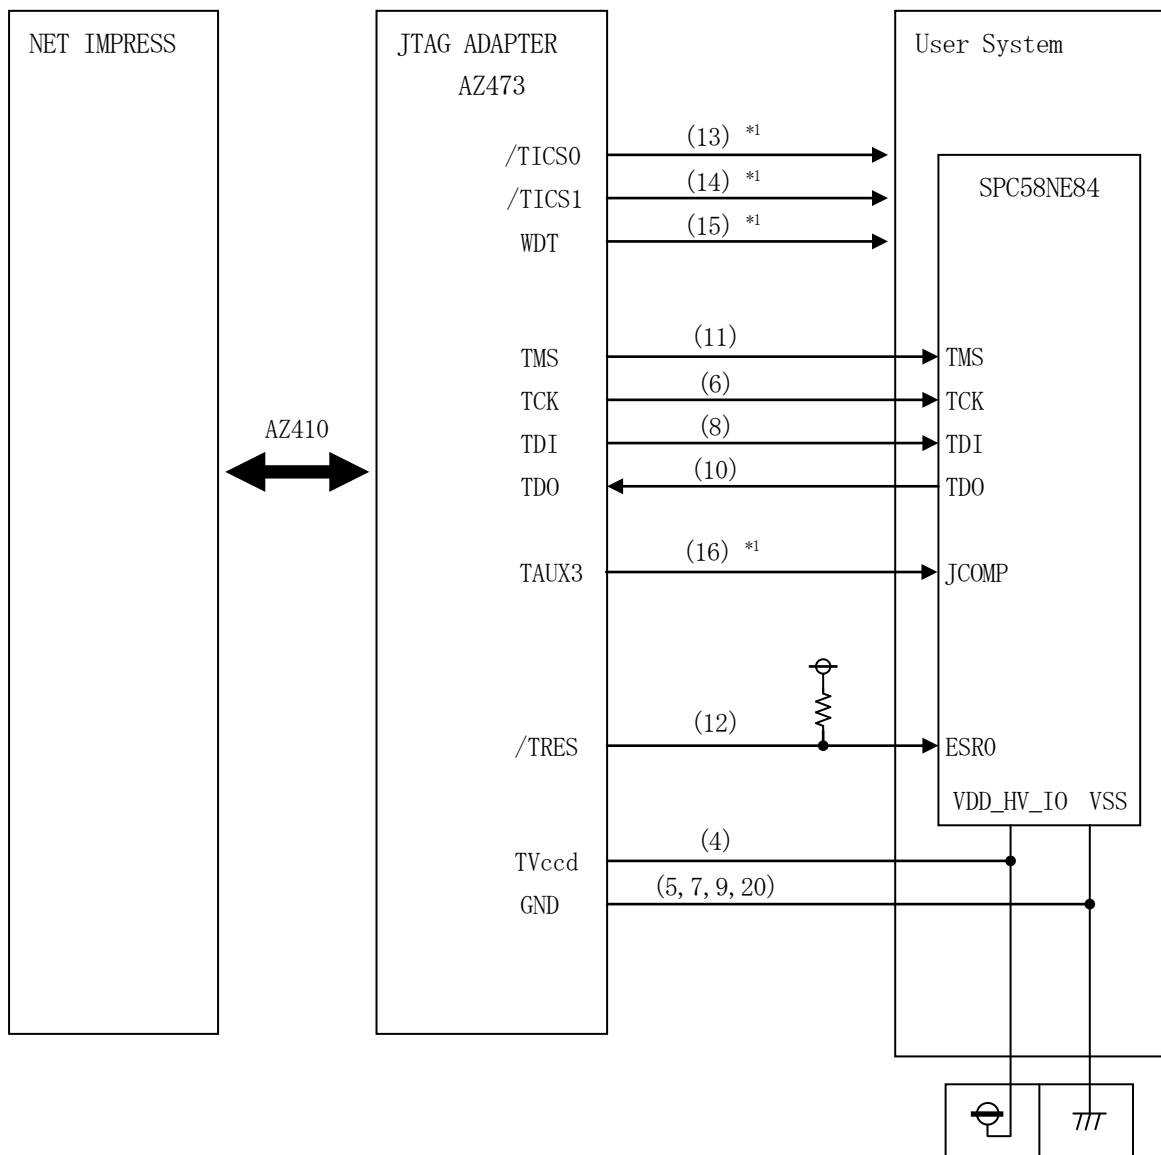 NET IMPRESS
JTAG ADAPTER
AZ473
User System
/TICS0
(13) *1
/TICS1
(14) *1
WDT
(15) *1
SPC58NE84
TMS
(11)
TMS
TCK
(6)
TCK
TDI
(8)
TDI
TDO
(10)
TDO
AZ410
TAUX3
(16) *1
JCOMP
/TRES
(12)
ESR0
VDD_HV_IO VSS
TVccd
(4)
GND
(5,7,9,20)